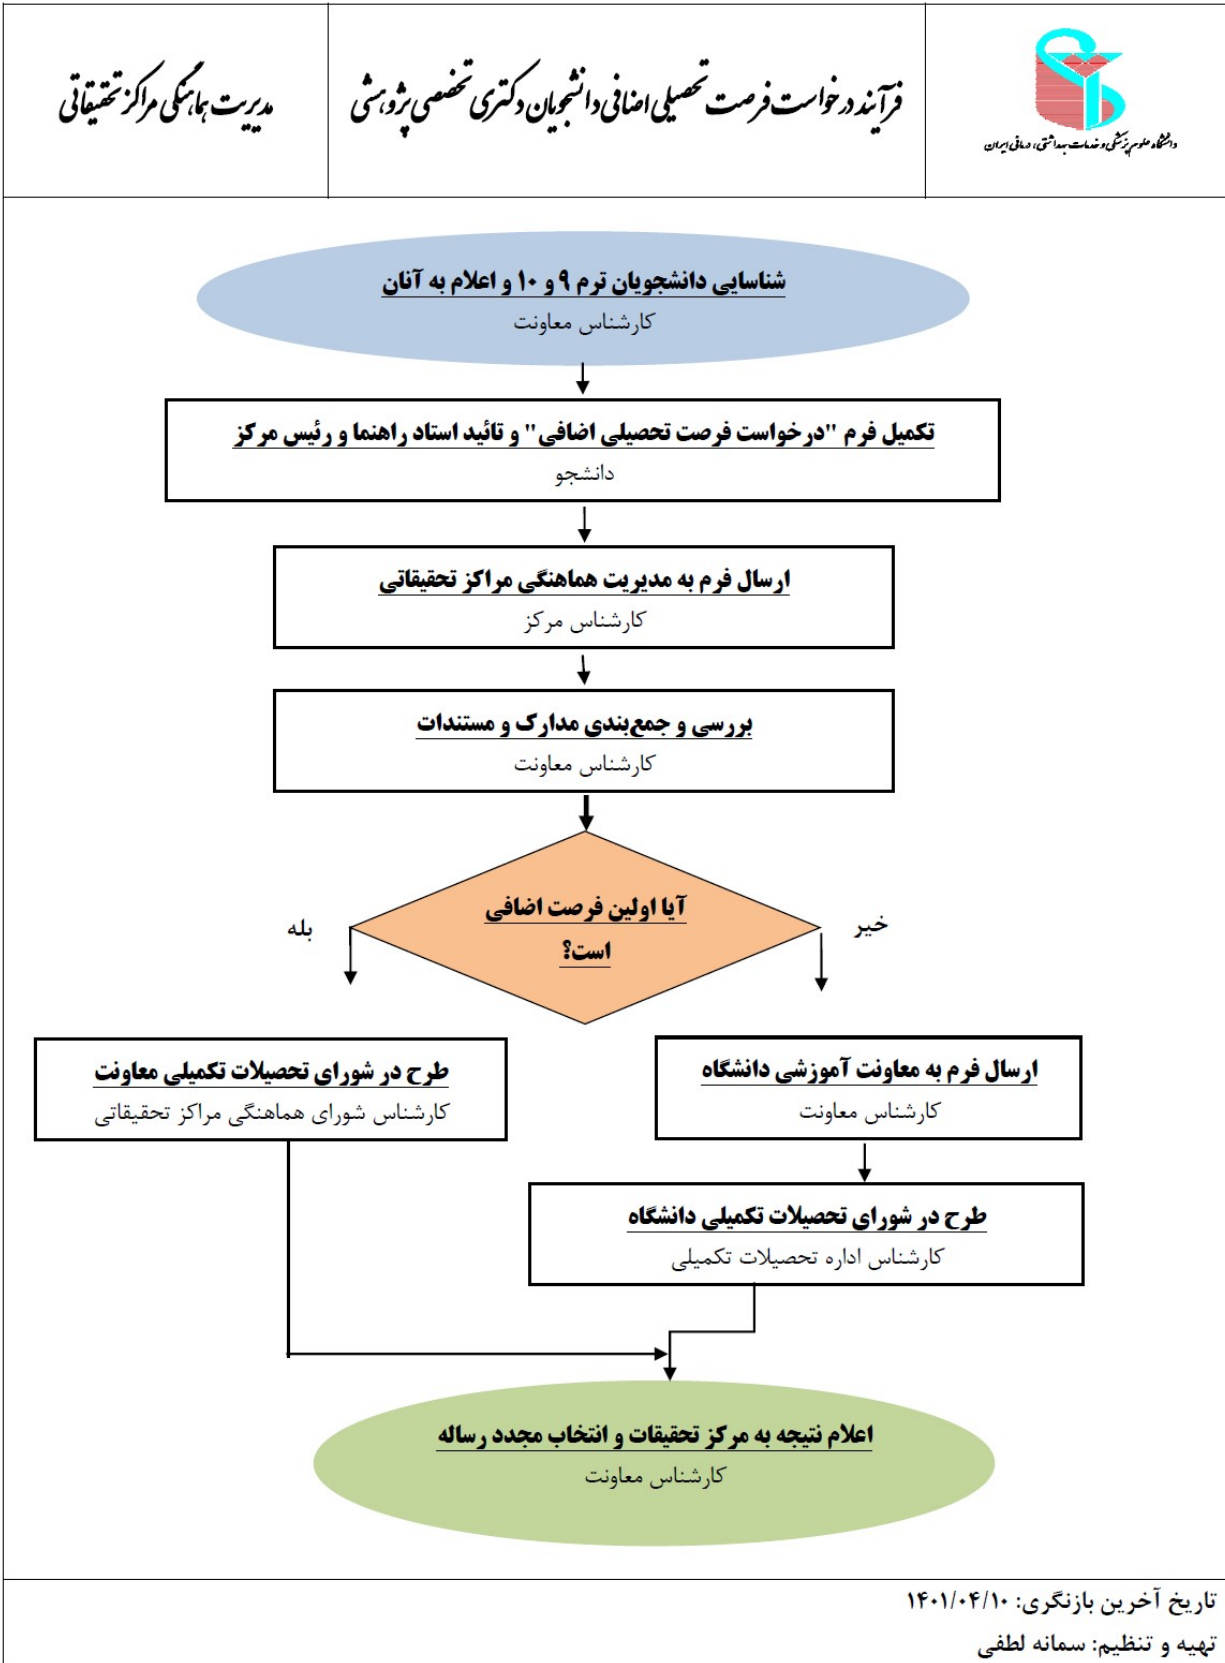 دانشگاه علوم پزشکی و خدمات بهداشتی، درمانی ایران
فرآیند درخواست فرصت تحصیلی اضافی دانشجویان دکتری تخصصی پژوهشی
مدیریت هماهنگی مراکز تحقیقاتی
شناسایی دانشجویان ترم ۹ و ۱۰ و اعلام به آنان
کارشناس معاونت
تکمیل فرم "درخواست فرصت تحصیلی اضافی" و تائید استاد راهنما و رئیس مرکز
دانشجو
ارسال فرم به مدیریت هماهنگی مراکز تحقیقاتی
کارشناس مرکز
بررسی و جمع‌بندی مدارک و مستندات
کارشناس معاونت
آیا اولین فرصت اضافی
است؟
خیر
بله
ارسال فرم به معاونت آموزشی دانشگاه
کارشناس معاونت
طرح در شورای تحصیلات تکمیلی معاونت
کارشناس شورای هماهنگی مراکز تحقیقاتی
طرح در شورای تحصیلات تکمیلی دانشگاه
کارشناس اداره تحصیلات تکمیلی
اعلام نتیجه به مرکز تحقیقات و انتخاب مجدد رساله
کارشناس معاونت
تاریخ آخرین بازنگری: ۱۴۰۱/۰۴/۱۰
تهیه و تنظیم: سمانه لطفی